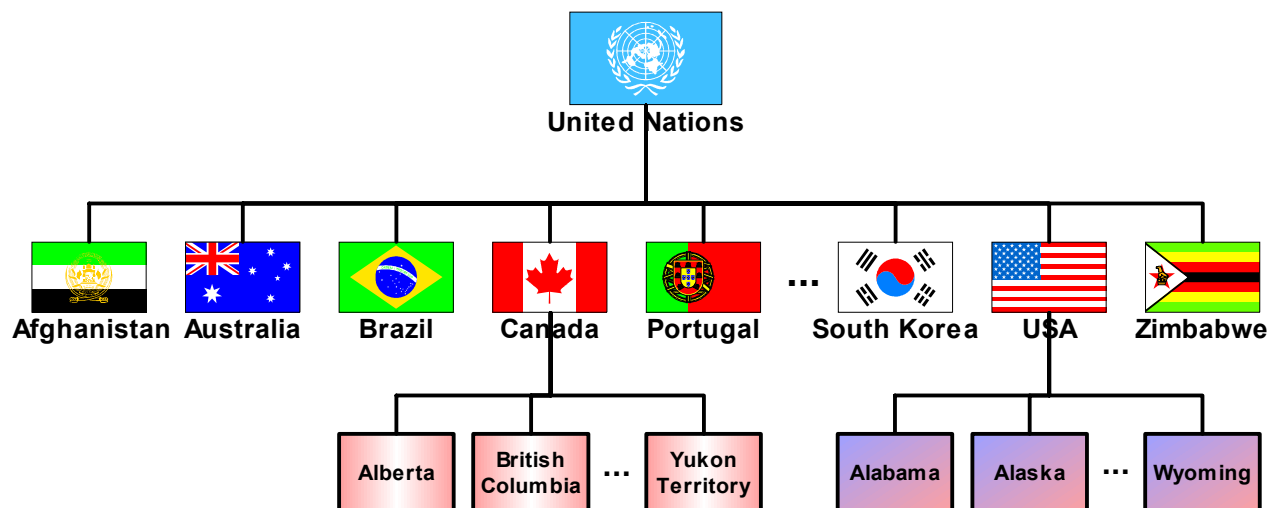 United Nations
Afghanistan
Australia
Brazil
Canada
Portugal
...
South Korea
USA
Zimbabwe
Alberta
British
Columbia
...
Yukon
Territory
Alabama
Alaska
...
Wyoming